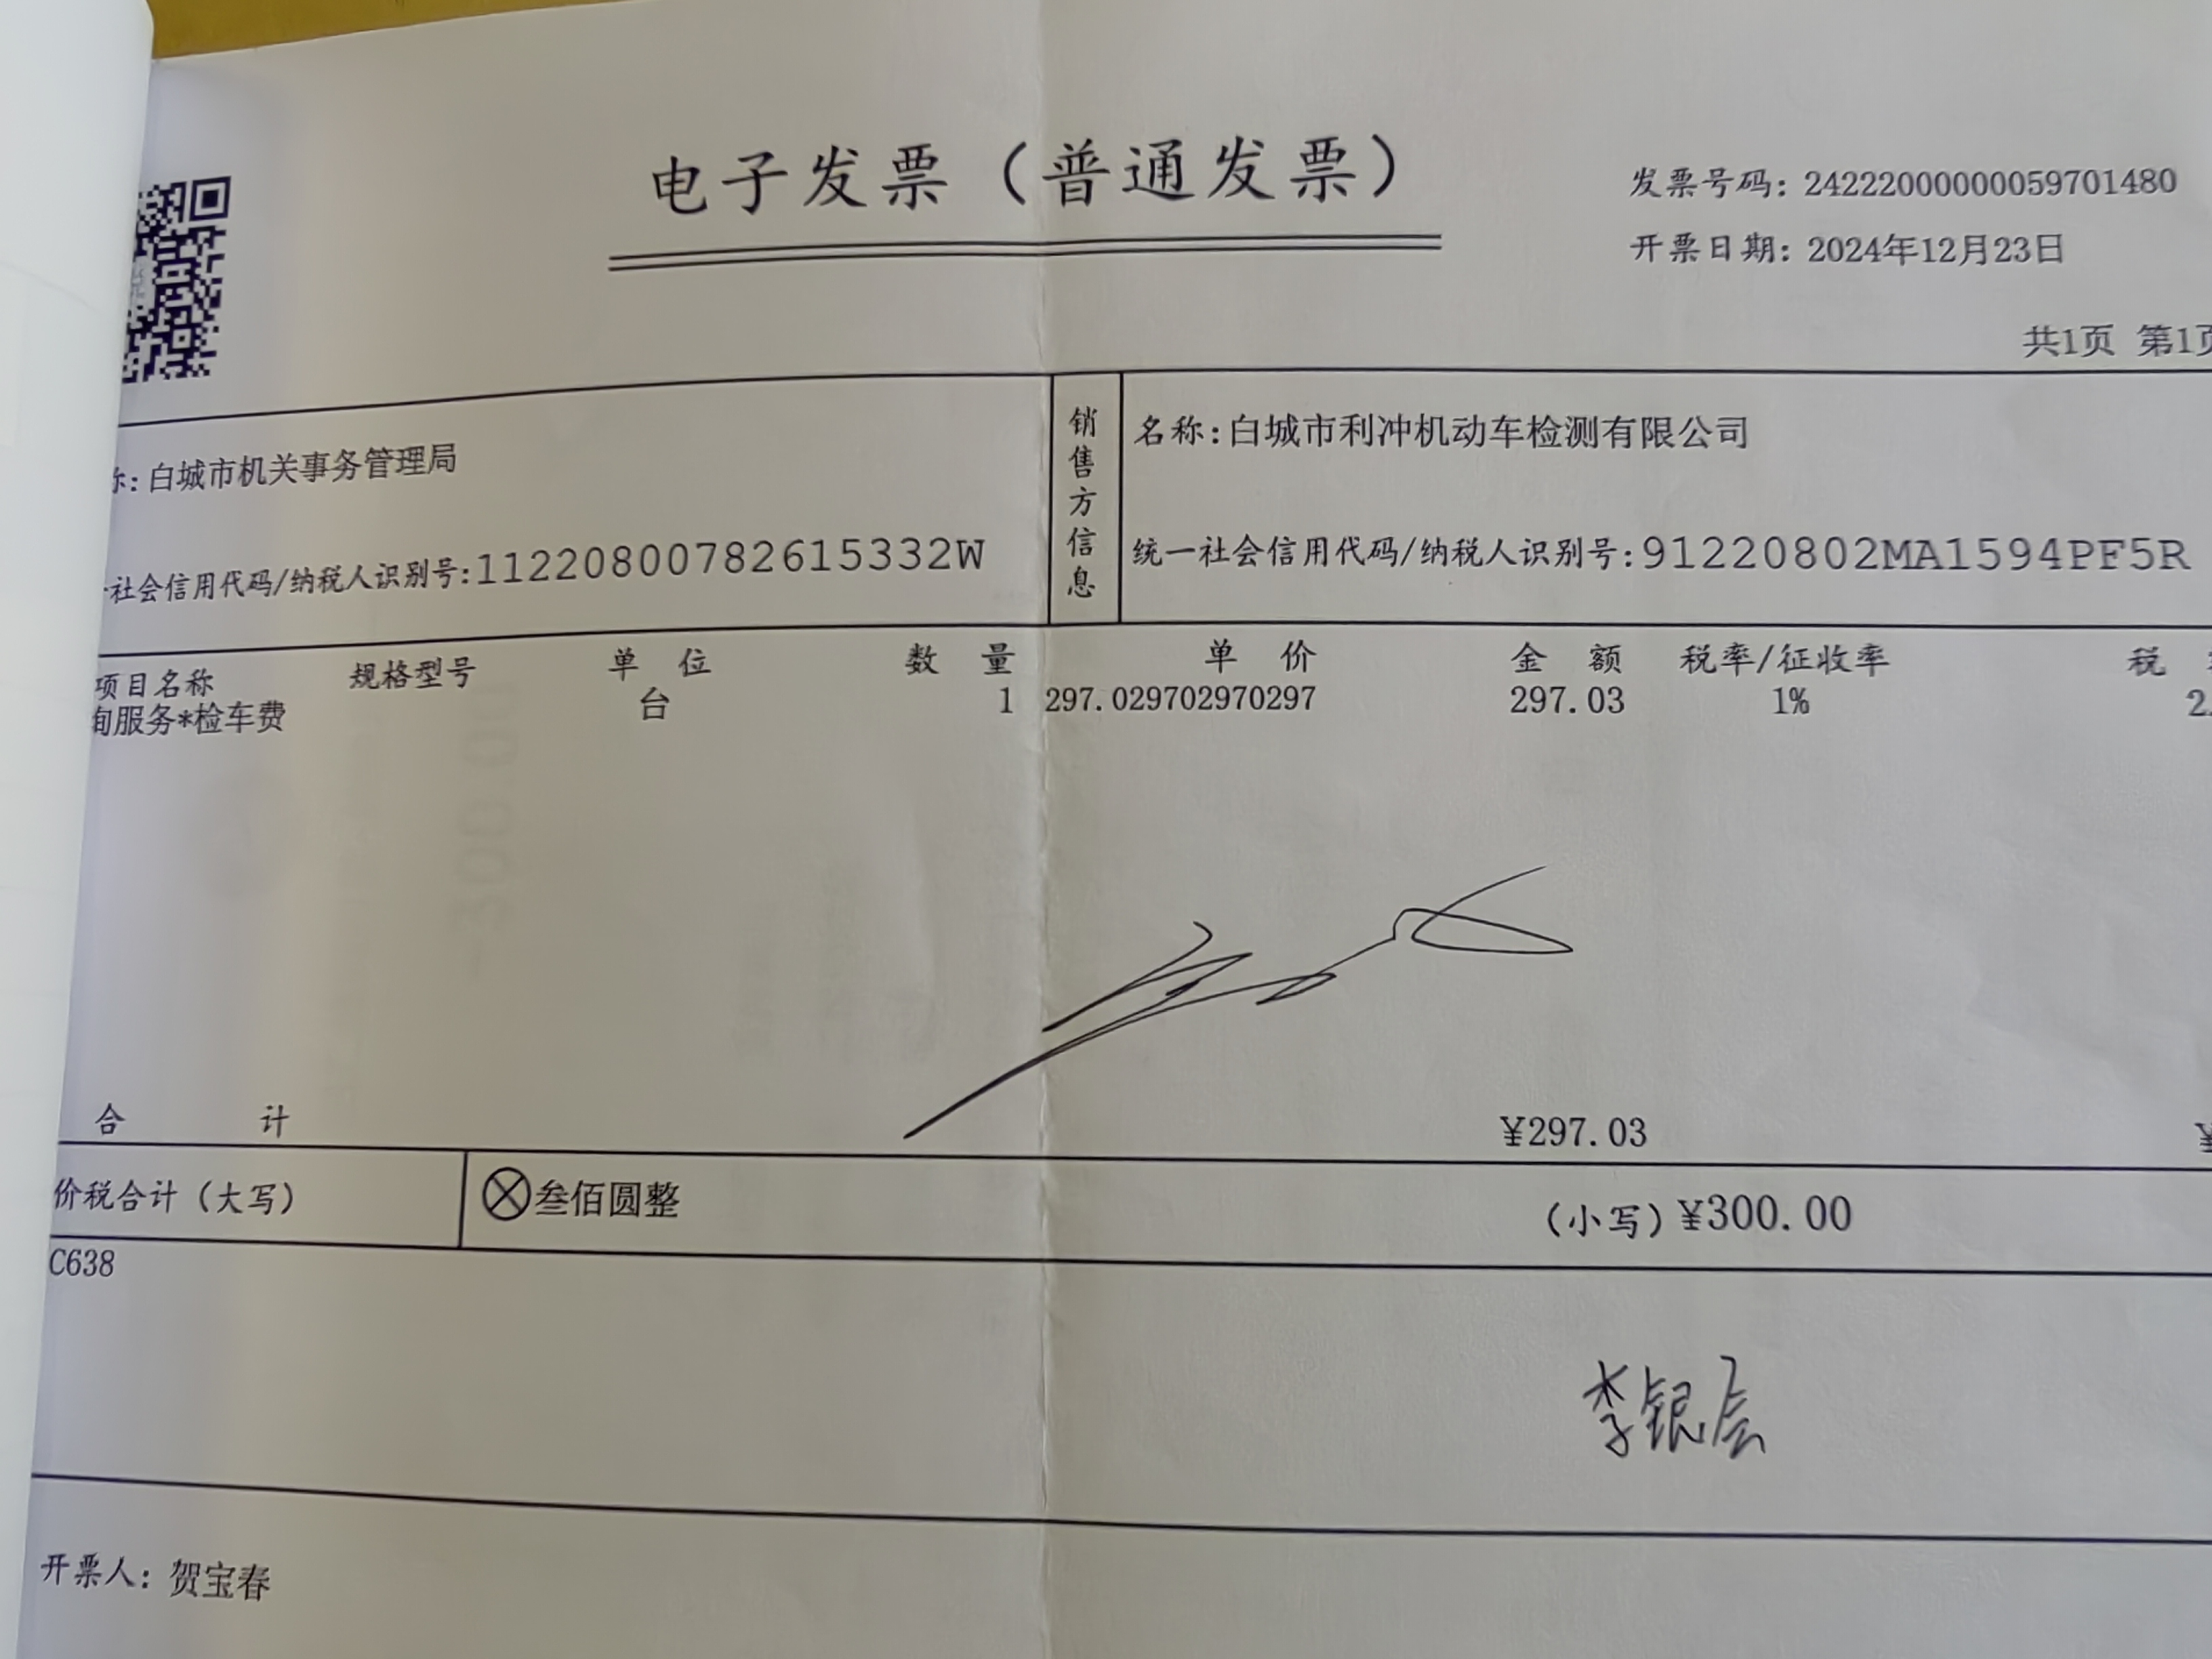 电子发票（普通发票）
发票号码：24222000000059701480
开票日期：2024年12月23日
共1页 第1页
称：白城市机关事务管理局
一社会信用代码/纳税人识别号：11220800782615332W
销售方信息
名称：白城市利冲机动车检测有限公司
统一社会信用代码/纳税人识别号：91220802MA1594PF5R
项目名称 规格型号 单位 数量 单价 金额 税率/征收率 税
服务*检车费 台 1 297.029702970297 297.03 1% 2.
合计 ¥297.03 ¥
价税合计（大写） ⊗叁佰圆整 （小写）¥300.00
C638
李银层
开票人：贺宝春